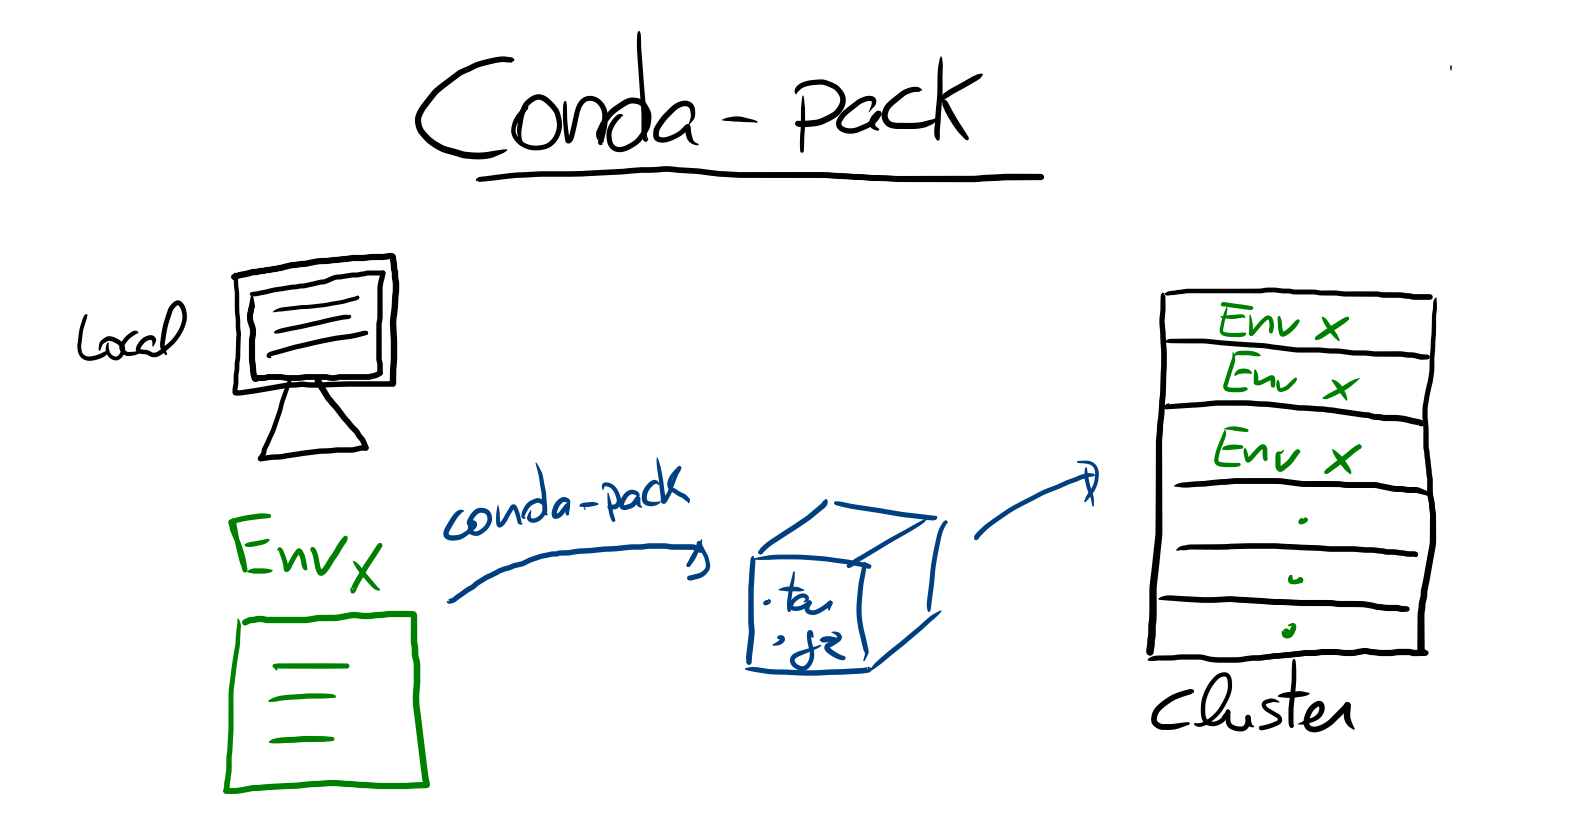 Conda - pack
Local
Env x
Env x
Env x
conda-pack
Env x
.tar
.gz
Cluster